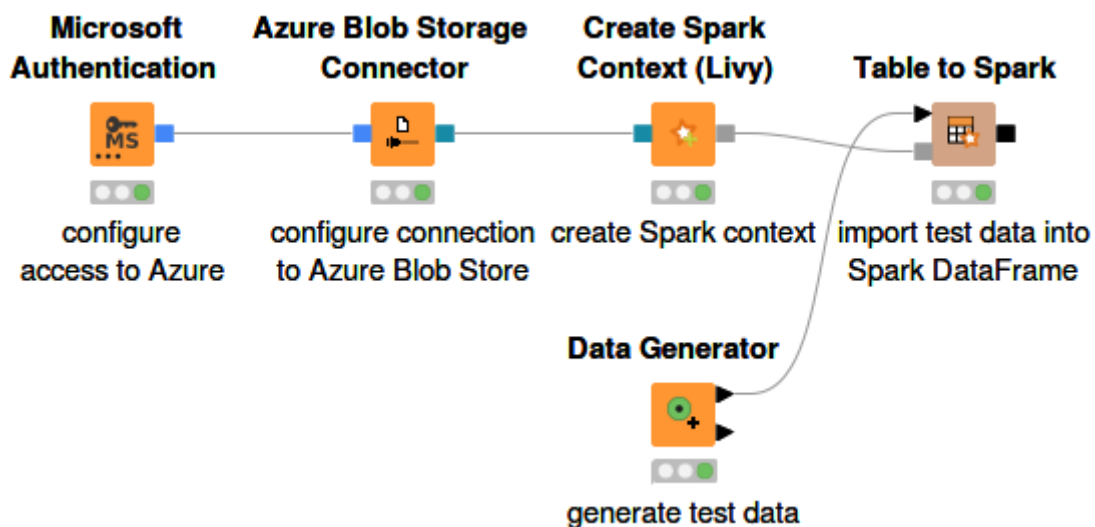 Microsoft
Authentication
MS
configure
access to Azure
Azure Blob Storage
Connector
configure connection
to Azure Blob Store
Create Spark
Context (Livy)
create Spark context
Table to Spark
import test data into
Spark DataFrame
Data Generator
generate test data